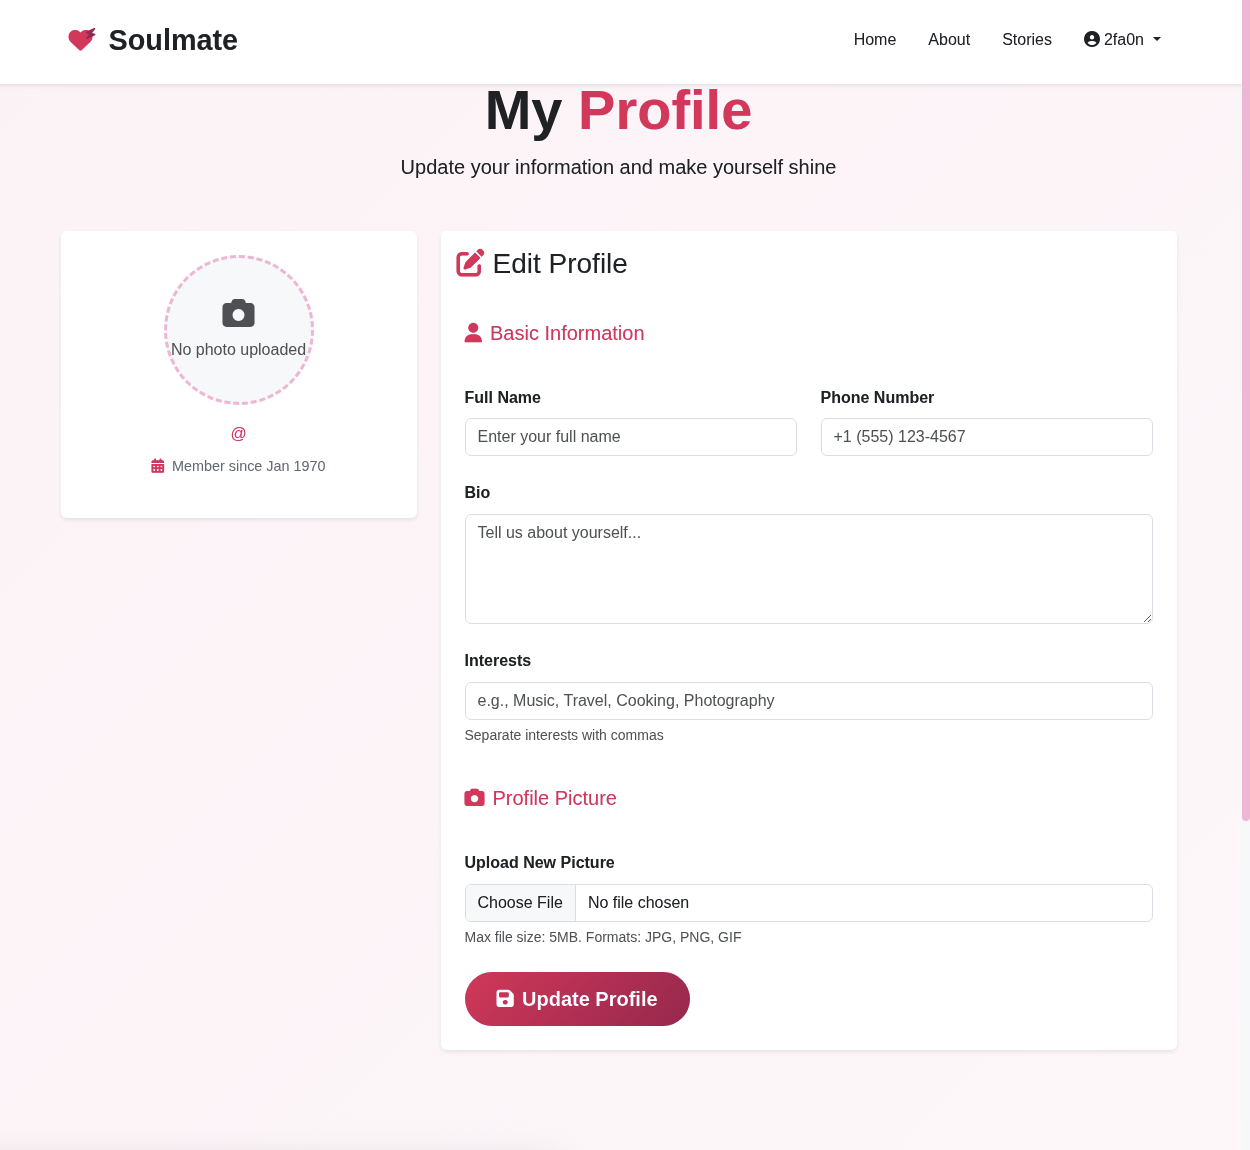 Soulmate
Home
About
Stories
2fa0n
My Profile
Update your information and make yourself shine
No photo uploaded
@
Member since Jan 1970
Edit Profile
Basic Information
Full Name
Phone Number
Enter your full name
+1 (555) 123-4567
Bio
Tell us about yourself...
Interests
e.g., Music, Travel, Cooking, Photography
Separate interests with commas
Profile Picture
Upload New Picture
Choose File
No file chosen
Max file size: 5MB. Formats: JPG, PNG, GIF
Update Profile